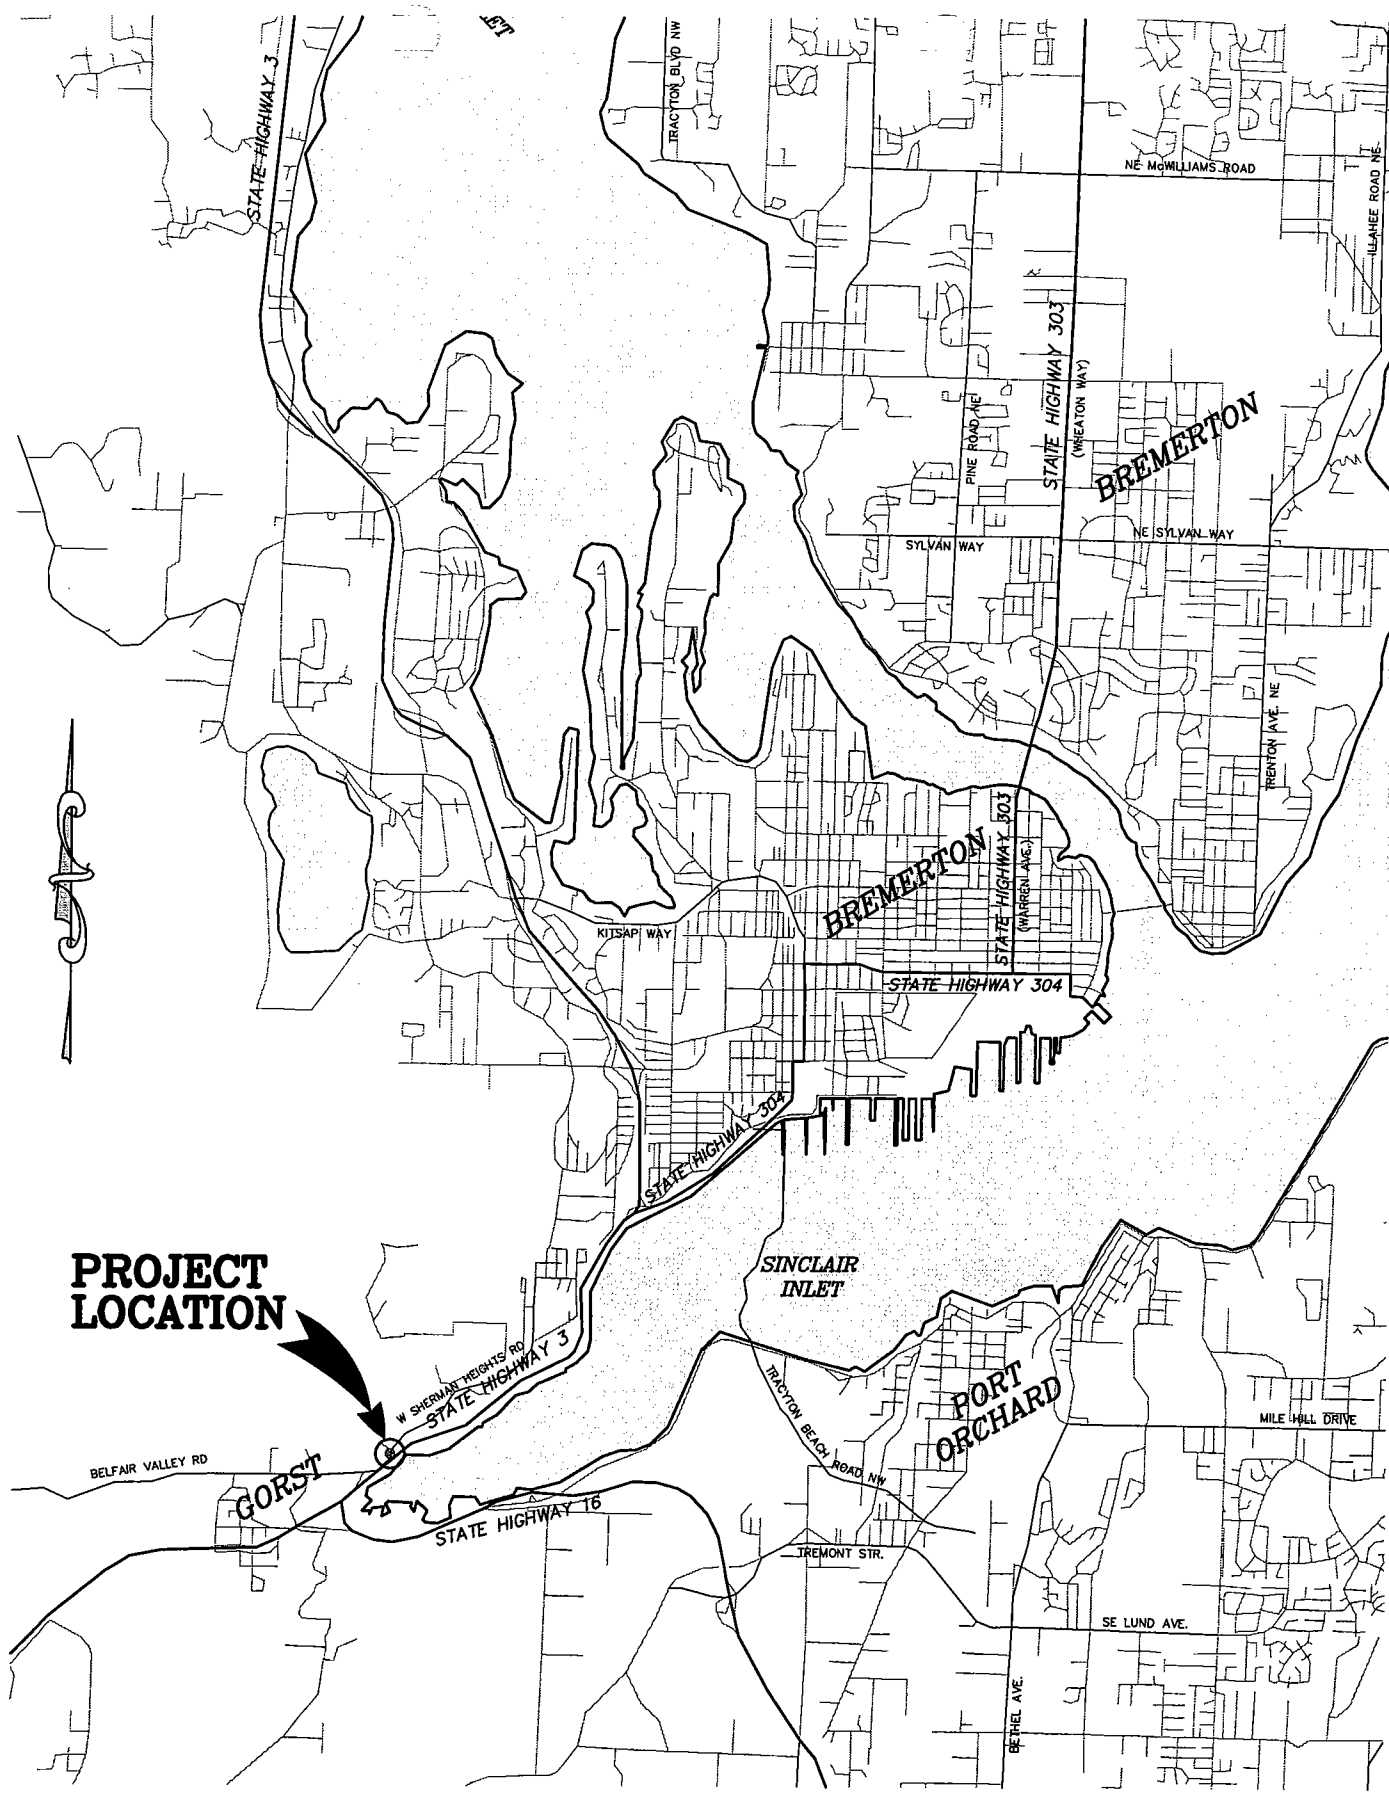 ET
STATE HIGHWAY 3
TRACYTON BLVD NW
NE McWILLIAMS ROAD
ILLAHEE ROAD NE
STATE HIGHWAY 303
(WHEATON WAY)
PINE ROAD NE
BREMERTON
SYLVAN WAY
NE SYLVAN WAY
TRENTON AVE. NE
BREMERTON
STATE HIGHWAY 303
(WARREN AVE.)
KITSAP WAY
STATE HIGHWAY 304
STATE HIGHWAY 304
SINCLAIR
INLET
PROJECT
LOCATION
W SHERMAN HEIGHTS RD
STATE HIGHWAY 3
TRACYTON BEACH ROAD NW
PORT
ORCHARD
MILE HILL DRIVE
BELFAIR VALLEY RD
GORST
STATE HIGHWAY 16
TREMONT STR.
SE LUND AVE.
BETHEL AVE.